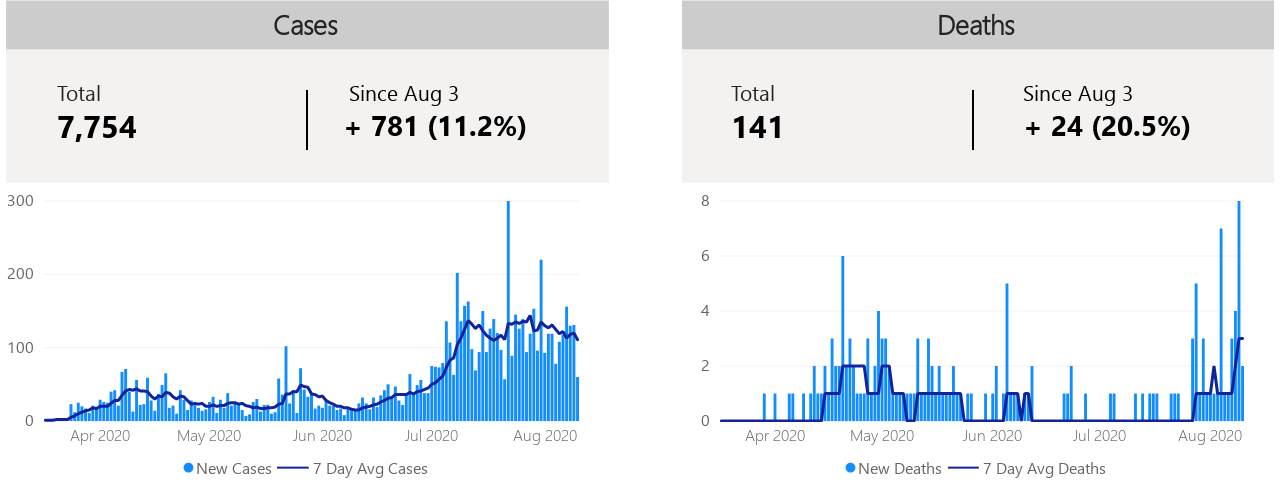 Cases
Total
7,754
Since Aug 3
+ 781 (11.2%)
300
200
100
0
Apr 2020 May 2020 Jun 2020 Jul 2020 Aug 2020
New Cases 7 Day Avg Cases
Deaths
Total
141
Since Aug 3
+ 24 (20.5%)
8
6
4
2
0
Apr 2020 May 2020 Jun 2020 Jul 2020 Aug 2020
New Deaths 7 Day Avg Deaths